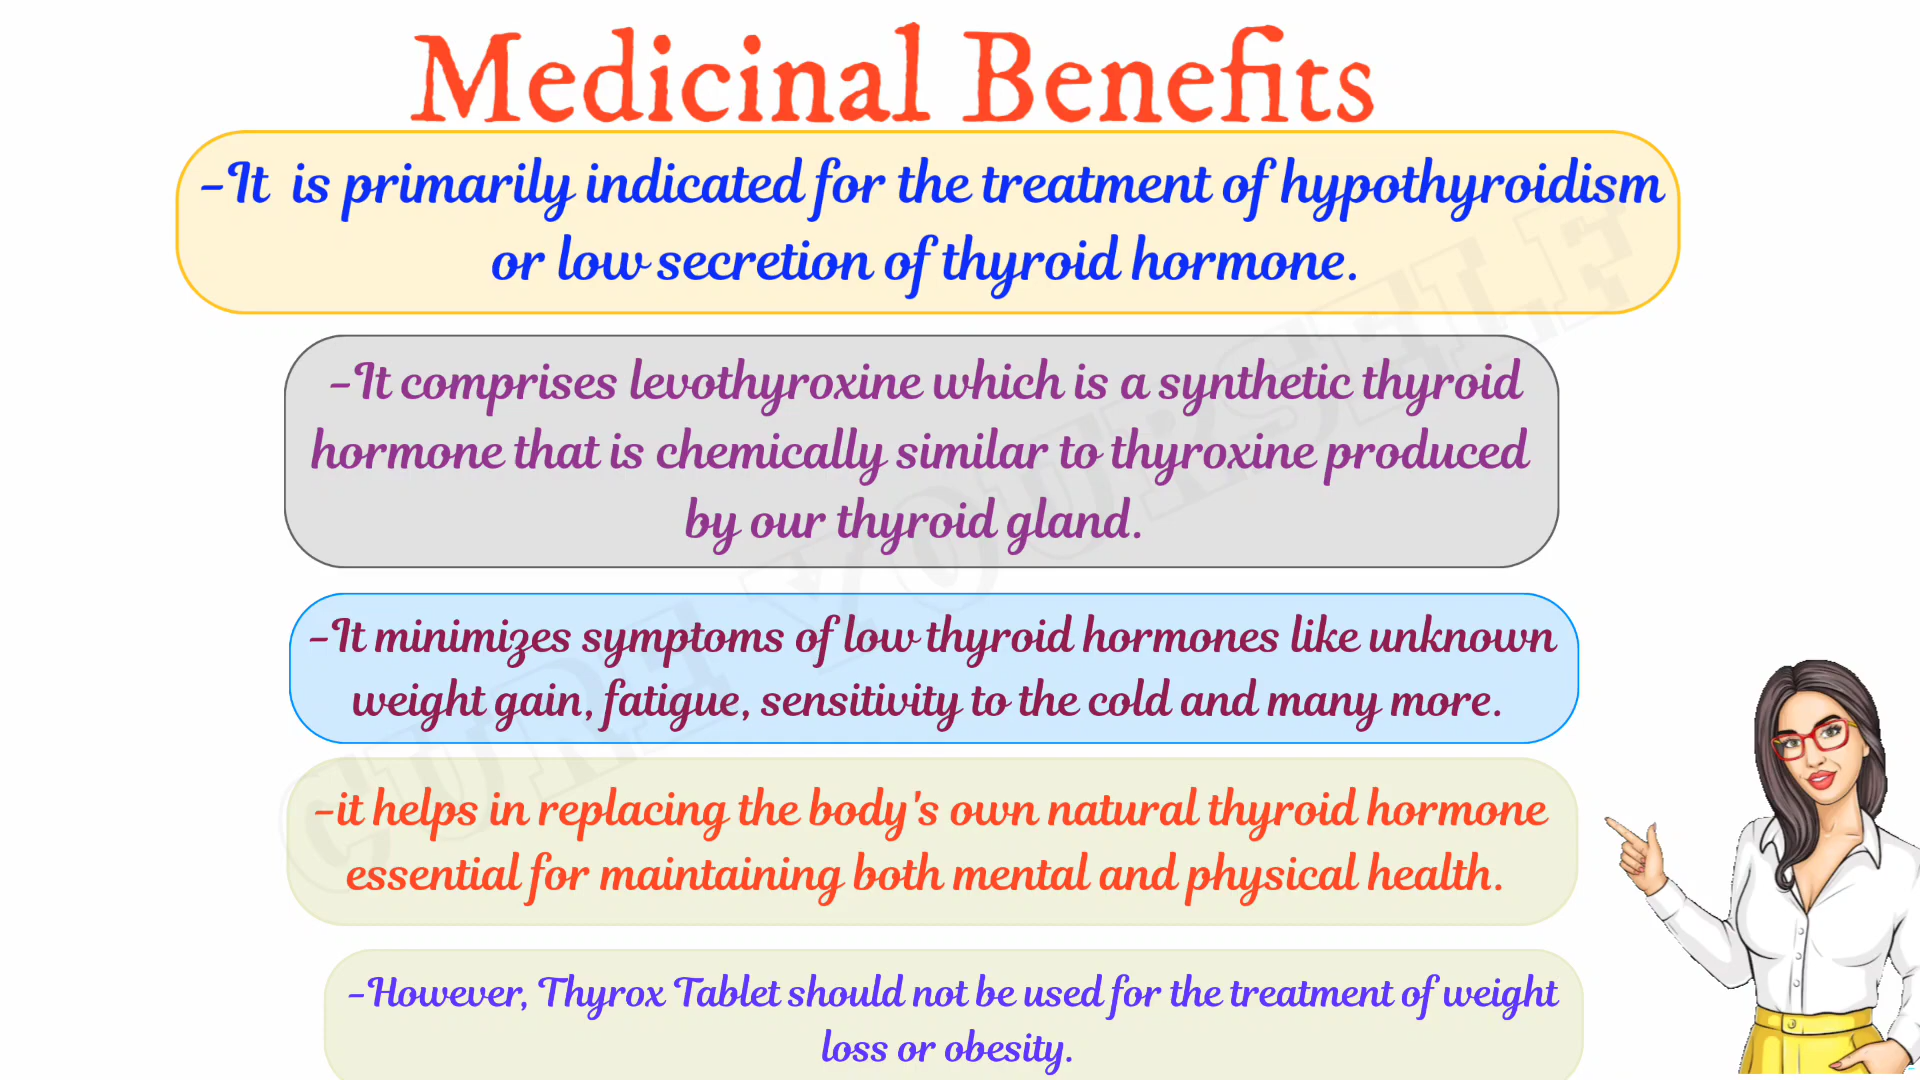 Medicinal Benefits
-It is primarily indicated for the treatment of hypothyroidism
or low secretion of thyroid hormone.
-It comprises levothyroxine which is a synthetic thyroid
hormone that is chemically similar to thyroxine produced
by our thyroid gland.
-It minimizes symptoms of low thyroid hormones like unknown
weight gain, fatigue, sensitivity to the cold and many more.
-it helps in replacing the body's own natural thyroid hormone
essential for maintaining both mental and physical health.
-However, Thyrox Tablet should not be used for the treatment of weight
loss or obesity.
CURE YOURSELF